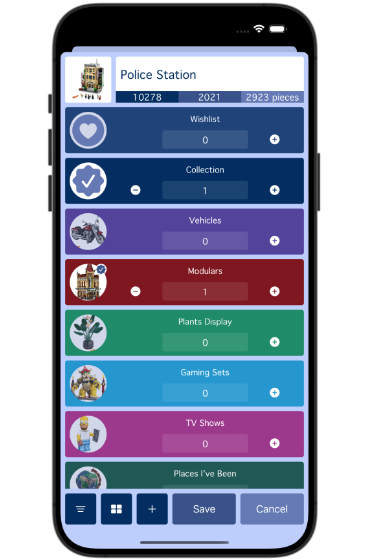 Police Station
10278 2021 2923 pieces
Wishlist
0
Collection
1
Vehicles
0
Modulars
1
Plants Display
0
Gaming Sets
0
TV Shows
0
Places I've Been
Save Cancel